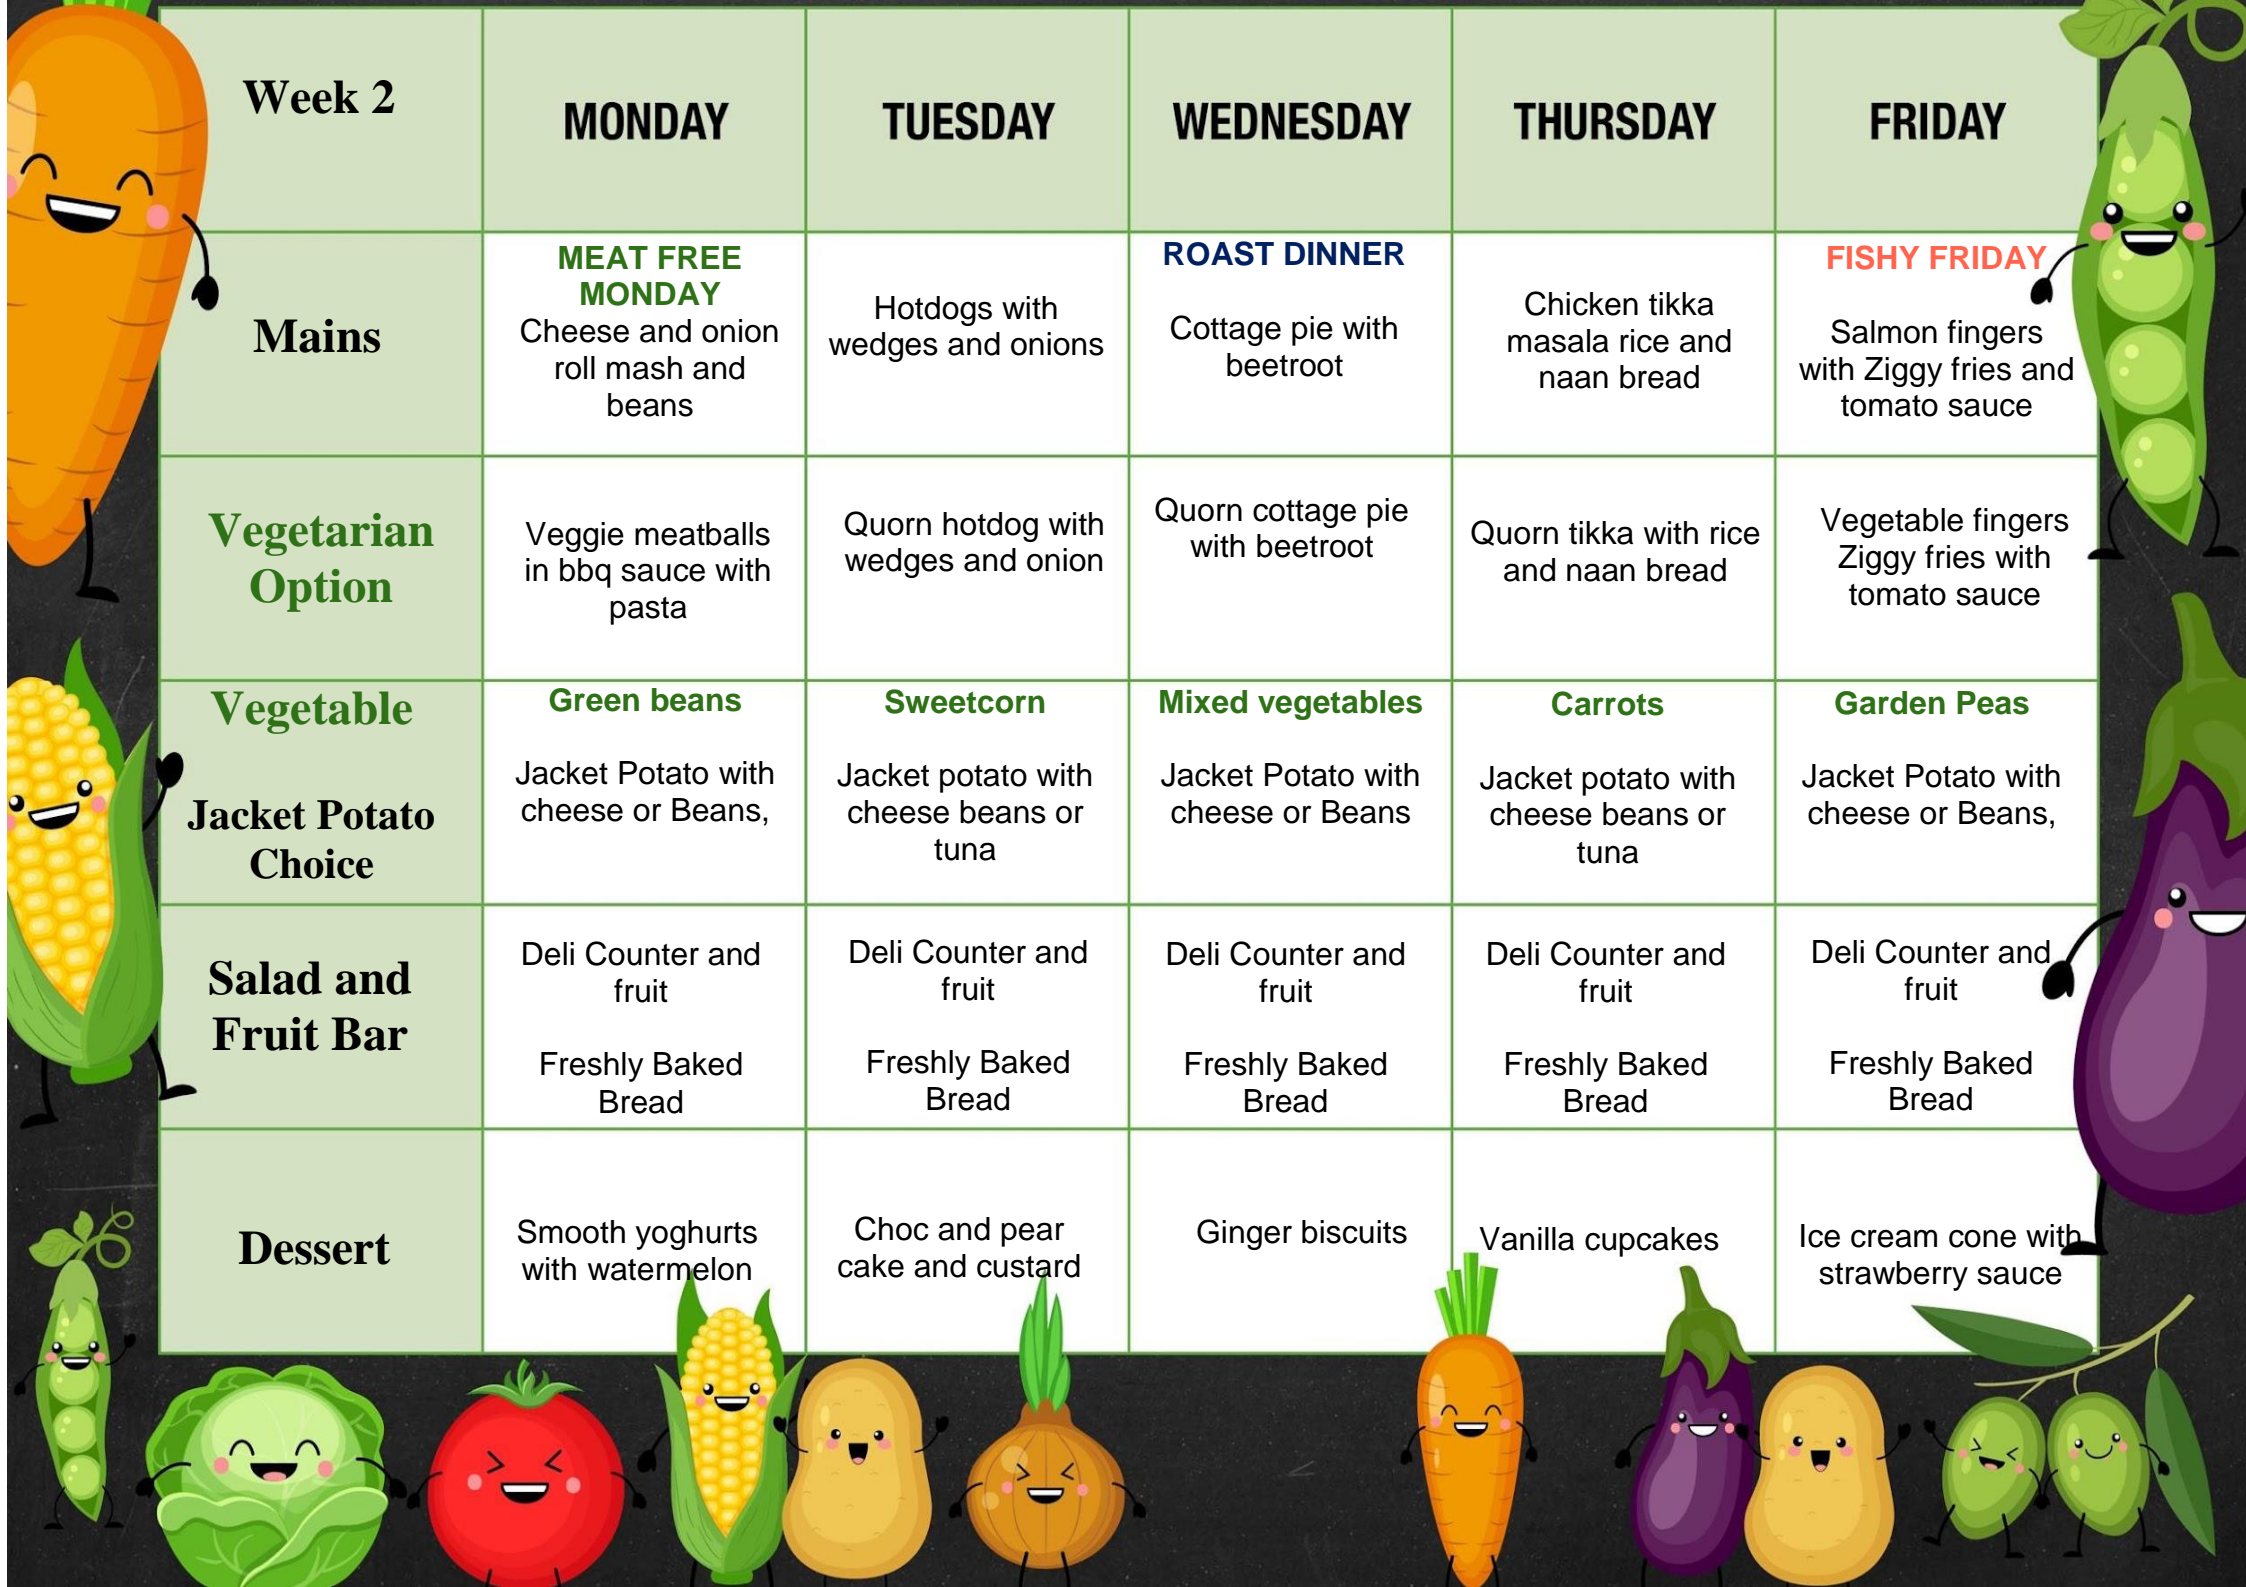 Week 2
MONDAY
TUESDAY
WEDNESDAY
THURSDAY
FRIDAY
Mains
MEAT FREE
MONDAY
Cheese and onion
roll mash and
beans
Hotdogs with
wedges and onions
ROAST DINNER
Cottage pie with
beetroot
Chicken tikka
masala rice and
naan bread
FISHY FRIDAY
Salmon fingers
with Ziggy fries and
tomato sauce
Vegetarian
Option
Veggie meatballs
in bbq sauce with
pasta
Quorn hotdog with
wedges and onion
Quorn cottage pie
with beetroot
Quorn tikka with rice
and naan bread
Vegetable fingers
Ziggy fries with
tomato sauce
Vegetable
Jacket Potato
Choice
Green beans
Jacket Potato with
cheese or Beans,
Sweetcorn
Jacket potato with
cheese beans or
tuna
Mixed vegetables
Jacket Potato with
cheese or Beans
Carrots
Jacket potato with
cheese beans or
tuna
Garden Peas
Jacket Potato with
cheese or Beans,
Salad and
Fruit Bar
Deli Counter and
fruit
Freshly Baked
Bread
Deli Counter and
fruit
Freshly Baked
Bread
Deli Counter and
fruit
Freshly Baked
Bread
Deli Counter and
fruit
Freshly Baked
Bread
Deli Counter and
fruit
Freshly Baked
Bread
Dessert
Smooth yoghurts
with watermelon
Choc and pear
cake and custard
Ginger biscuits
Vanilla cupcakes
Ice cream cone with
strawberry sauce